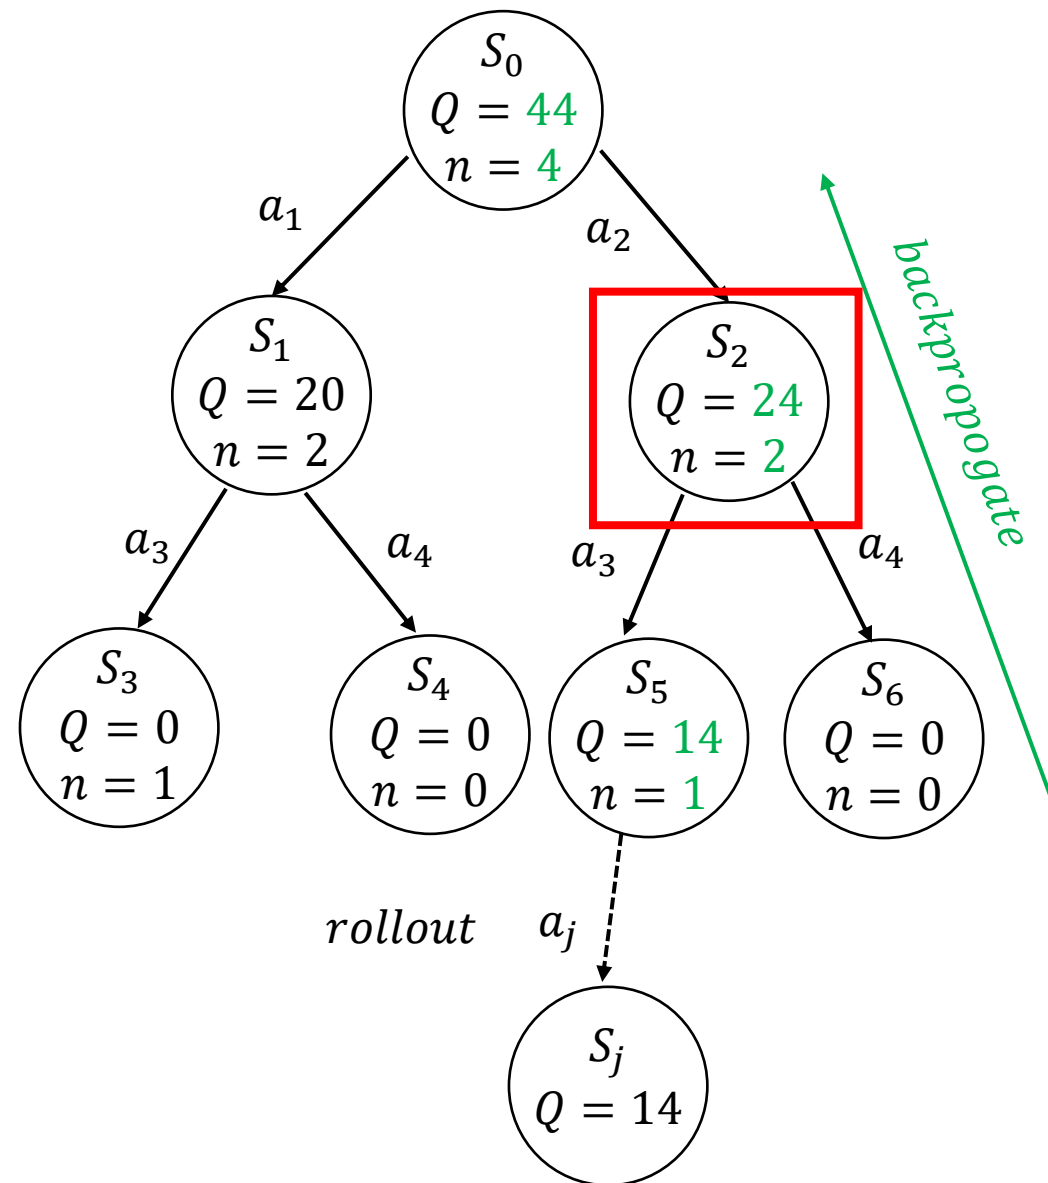 S₀
Q = 44
n = 4
a₁
a₂
S₁
Q = 20
n = 2
S₂
Q = 24
n = 2
backpropogate
a₃
a₄
a₃
a₄
S₃
Q = 0
n = 1
S₄
Q = 0
n = 0
S₅
Q = 14
n = 1
S₆
Q = 0
n = 0
rollout
aⱼ
Sⱼ
Q = 14